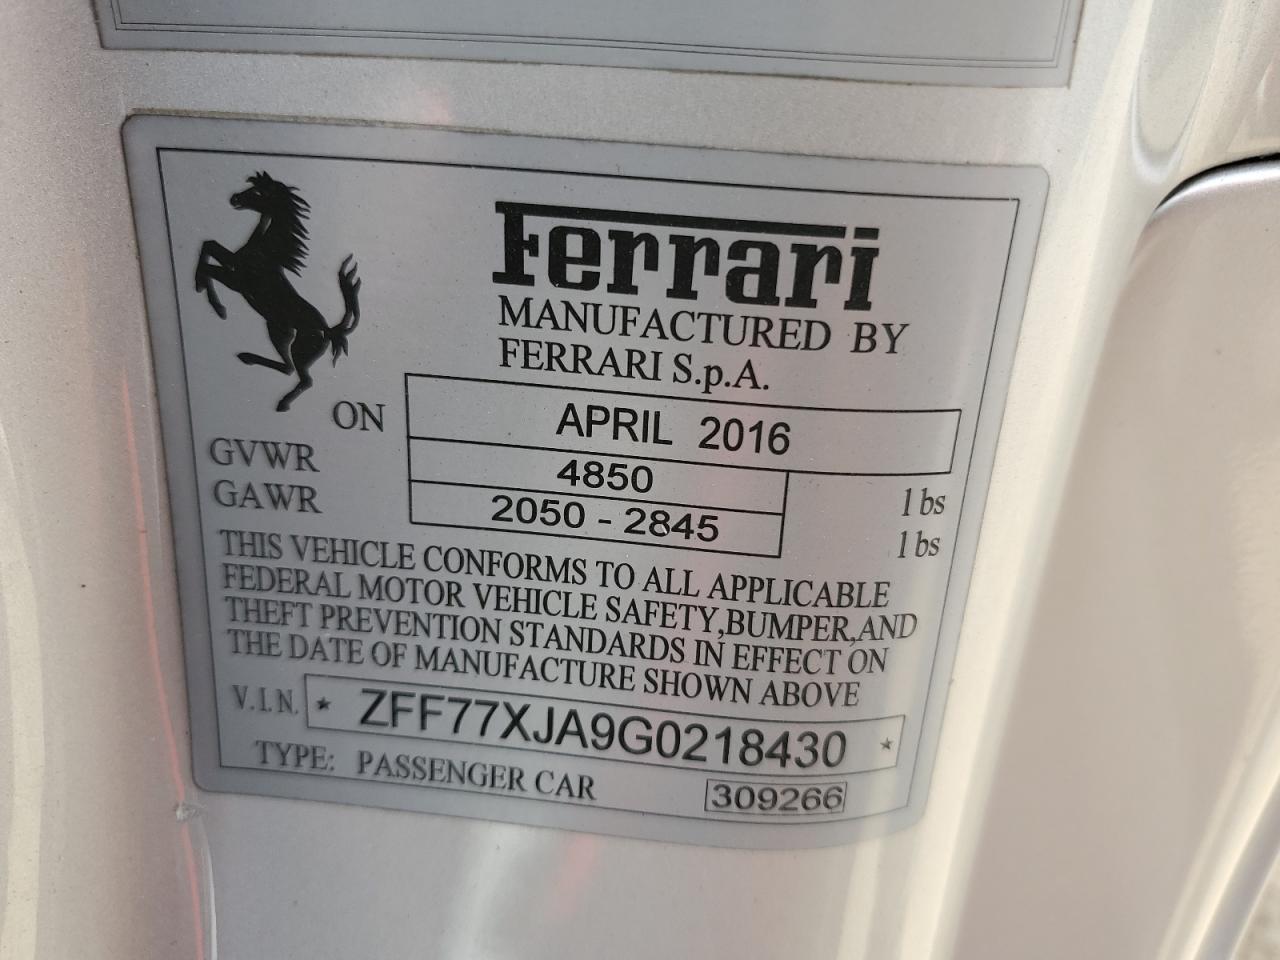 Ferrari
MANUFACTURED BY
FERRARI S.p.A.
ON APRIL 2016
GVWR 4850 lbs
GAWR 2050 - 2845 lbs
THIS VEHICLE CONFORMS TO ALL APPLICABLE
FEDERAL MOTOR VEHICLE SAFETY,BUMPER,AND
THEFT PREVENTION STANDARDS IN EFFECT ON
THE DATE OF MANUFACTURE SHOWN ABOVE
V.I.N. * ZFF77XJA9G0218430 *
TYPE: PASSENGER CAR 309266